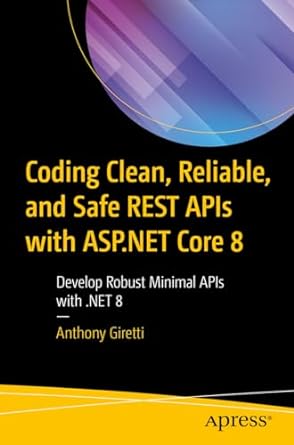 Coding Clean, Reliable,
and Safe REST APIs
with ASP.NET Core 8
Develop Robust Minimal APIs
with .NET 8
—
Anthony Giretti
Apress®